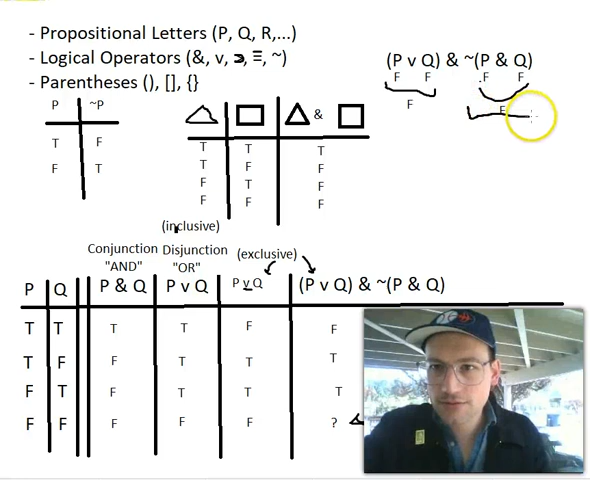 - Propositional Letters (P, Q, R,...)
- Logical Operators (&, v, ⊃, ≡, ~)
- Parentheses (), [], {}
(P v Q) & ~(P & Q)
F F F F
F F
P ~P
T F
F T
△ □ △ & □
T T T
T F F
F T F
F F F
(inclusive)
Conjunction Disjunction (exclusive)
"AND" "OR"
P Q P & Q P v Q P v Q (P v Q) & ~(P & Q)
T T T T F F
T F F T T T
F T F T T T
F F F F F ?